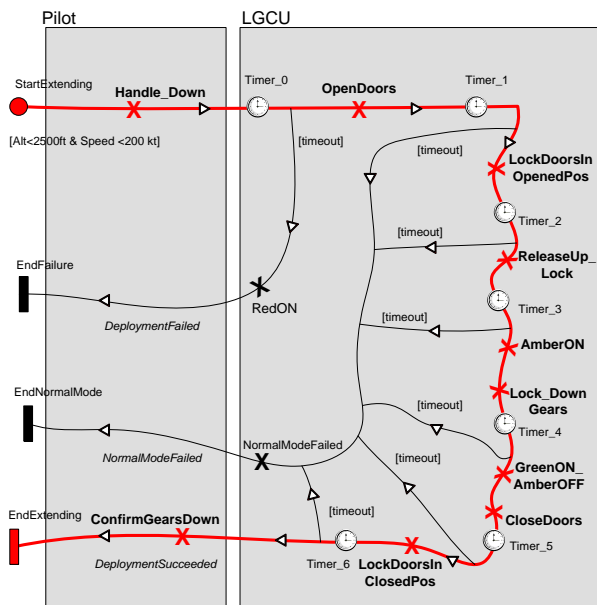 Pilot
LGCU
StartExtending
Handle_Down
Timer_0
OpenDoors
Timer_1
[Alt<2500ft & Speed <200 kt]
[timeout]
[timeout]
LockDoorsIn
OpenedPos
Timer_2
[timeout]
ReleaseUp_
Lock
EndFailure
RedON
DeploymentFailed
Timer_3
[timeout]
AmberON
EndNormalMode
Lock_Down
Gears
[timeout]
Timer_4
NormalModeFailed
NormalModeFailed
[timeout]
GreenON_
AmberOFF
EndExtending
ConfirmGearsDown
[timeout]
CloseDoors
Timer_5
DeploymentSucceeded
Timer_6
LockDoorsIn
ClosedPos